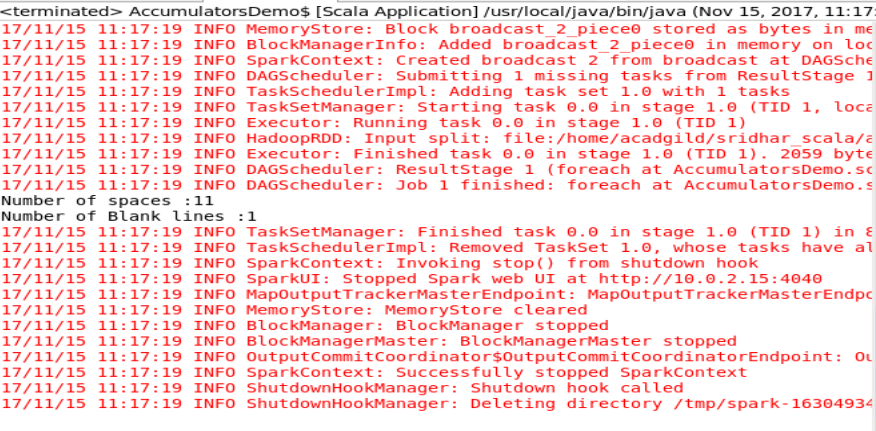 <terminated> AccumulatorsDemo$ [Scala Application] /usr/local/java/bin/java (Nov 15, 2017, 11:17:
17/11/15 11:17:19 INFO MemoryStore: Block broadcast_2_piece0 stored as bytes in me
17/11/15 11:17:19 INFO BlockManagerInfo: Added broadcast_2_piece0 in memory on loc
17/11/15 11:17:19 INFO SparkContext: Created broadcast 2 from broadcast at DAGSche
17/11/15 11:17:19 INFO DAGScheduler: Submitting 1 missing tasks from ResultStage 1
17/11/15 11:17:19 INFO TaskSchedulerImpl: Adding task set 1.0 with 1 tasks
17/11/15 11:17:19 INFO TaskSetManager: Starting task 0.0 in stage 1.0 (TID 1, loca
17/11/15 11:17:19 INFO Executor: Running task 0.0 in stage 1.0 (TID 1)
17/11/15 11:17:19 INFO HadoopRDD: Input split: file:/home/acadgild/sridhar_scala/a
17/11/15 11:17:19 INFO Executor: Finished task 0.0 in stage 1.0 (TID 1). 2059 byte
17/11/15 11:17:19 INFO DAGScheduler: ResultStage 1 (foreach at AccumulatorsDemo.sc
17/11/15 11:17:19 INFO DAGScheduler: Job 1 finished: foreach at AccumulatorsDemo.s
Number of spaces :11
Number of Blank lines :1
17/11/15 11:17:19 INFO TaskSetManager: Finished task 0.0 in stage 1.0 (TID 1) in 8
17/11/15 11:17:19 INFO TaskSchedulerImpl: Removed TaskSet 1.0, whose tasks have al
17/11/15 11:17:19 INFO SparkContext: Invoking stop() from shutdown hook
17/11/15 11:17:19 INFO SparkUI: Stopped Spark web UI at http://10.0.2.15:4040
17/11/15 11:17:19 INFO MapOutputTrackerMasterEndpoint: MapOutputTrackerMasterEndpo
17/11/15 11:17:19 INFO MemoryStore: MemoryStore cleared
17/11/15 11:17:19 INFO BlockManager: BlockManager stopped
17/11/15 11:17:19 INFO BlockManagerMaster: BlockManagerMaster stopped
17/11/15 11:17:19 INFO OutputCommitCoordinator$OutputCommitCoordinatorEndpoint: Ou
17/11/15 11:17:19 INFO SparkContext: Successfully stopped SparkContext
17/11/15 11:17:19 INFO ShutdownHookManager: Shutdown hook called
17/11/15 11:17:19 INFO ShutdownHookManager: Deleting directory /tmp/spark-16304934